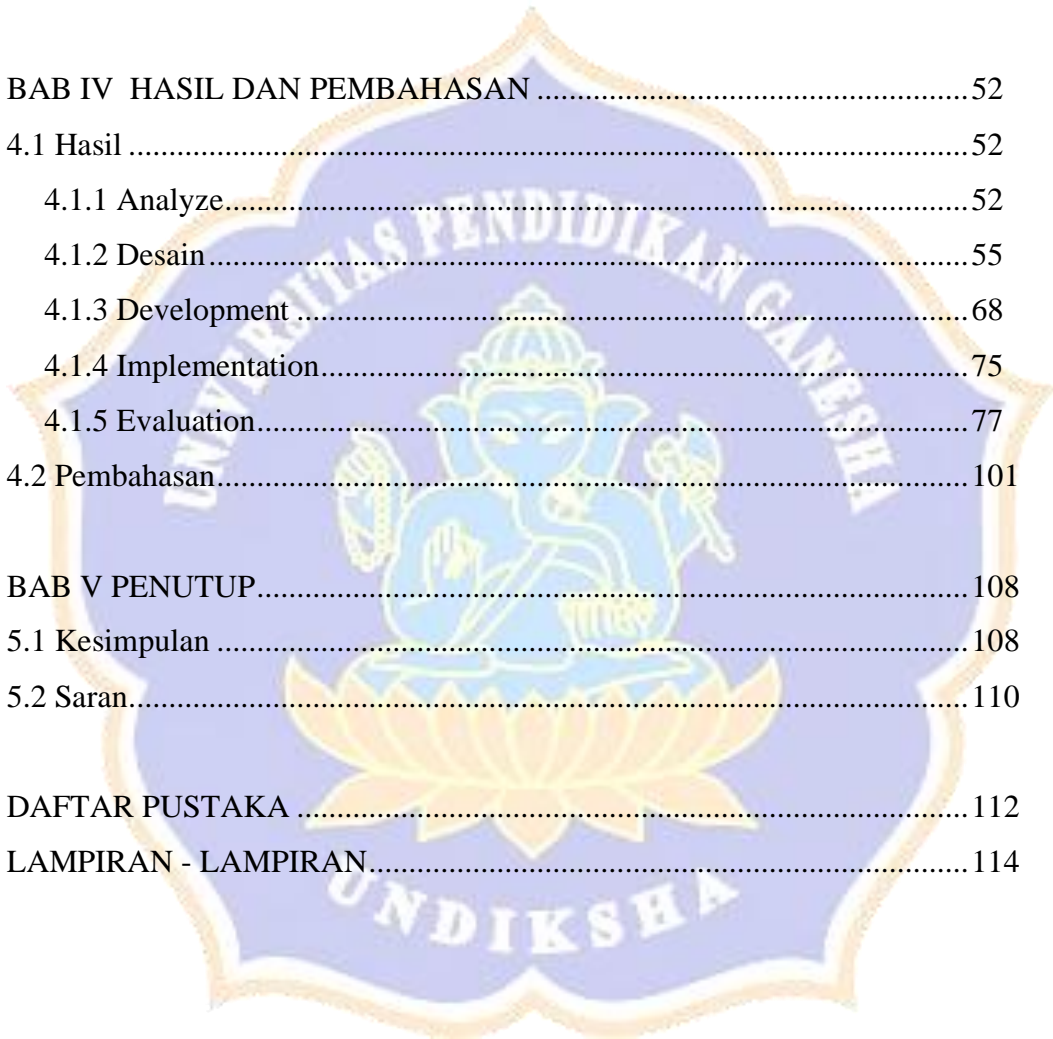 BAB IV  HASIL DAN PEMBAHASAN ..................................................................... 52
4.1 Hasil ..................................................................... 52
4.1.1 Analyze..................................................................... 52
4.1.2 Desain..................................................................... 55
4.1.3 Development ..................................................................... 68
4.1.4 Implementation..................................................................... 75
4.1.5 Evaluation..................................................................... 77
4.2 Pembahasan..................................................................... 101
BAB V PENUTUP..................................................................... 108
5.1 Kesimpulan ..................................................................... 108
5.2 Saran..................................................................... 110
DAFTAR PUSTAKA ..................................................................... 112
LAMPIRAN - LAMPIRAN..................................................................... 114
UNIVERSITAS PENDIDIKAN GANESHA
UNDIKSHA